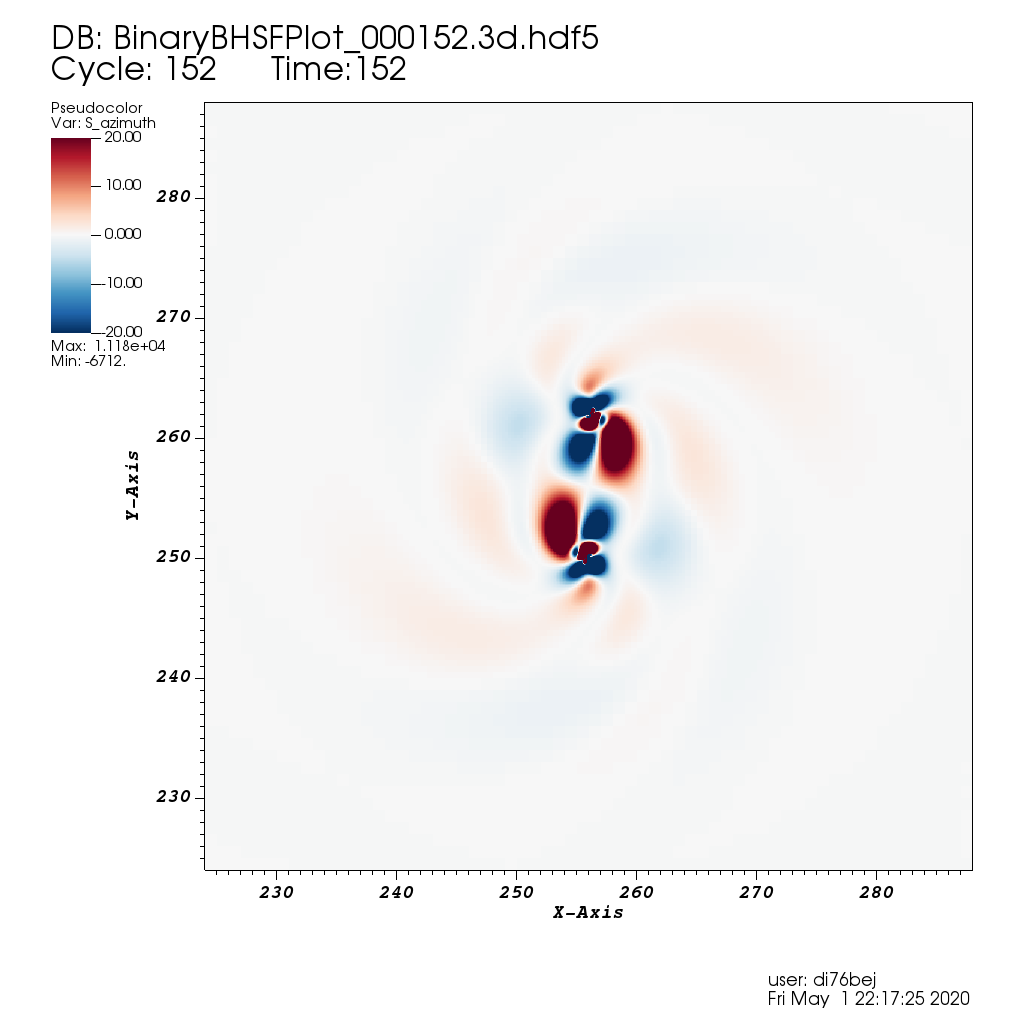 DB: BinaryBHSFPlot_000152.3d.hdf5
Cycle: 152 Time:152
Pseudocolor
Var: S_azimuth
20.00
10.00
0.000
-10.00
-20.00
Max: 1.118e+04
Min: -6712.
280
270
260
250
240
230
Y-Axis
230 240 250 260 270 280
X-Axis
user: di76bej
Fri May 1 22:17:25 2020